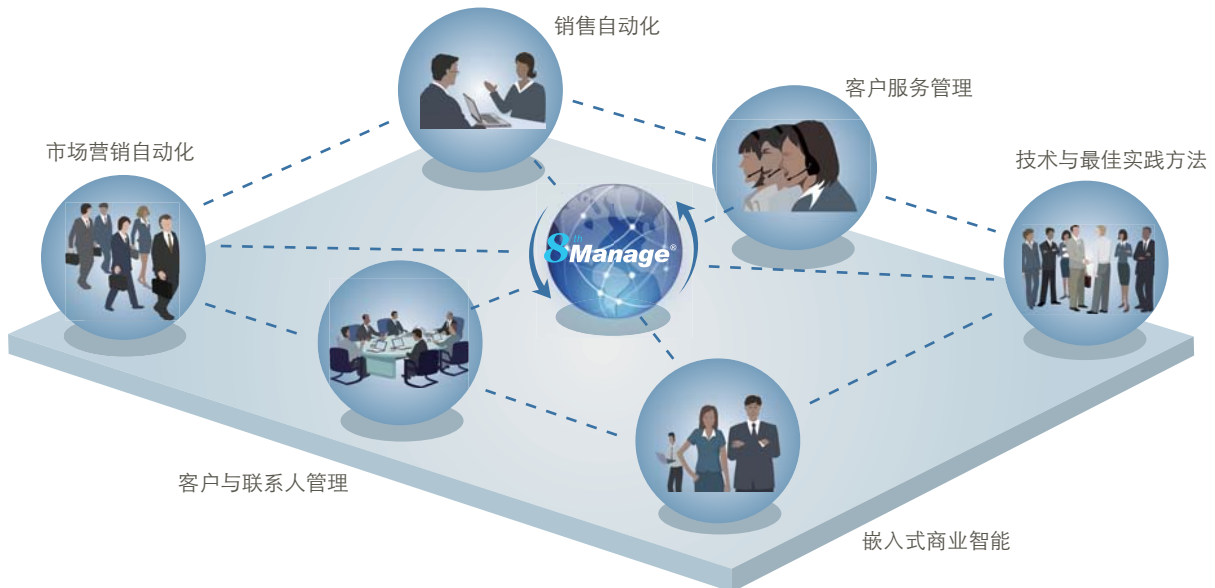 销售自动化
客户服务管理
市场营销自动化
技术与最佳实践方法
8thManage®
客户与联系人管理
嵌入式商业智能